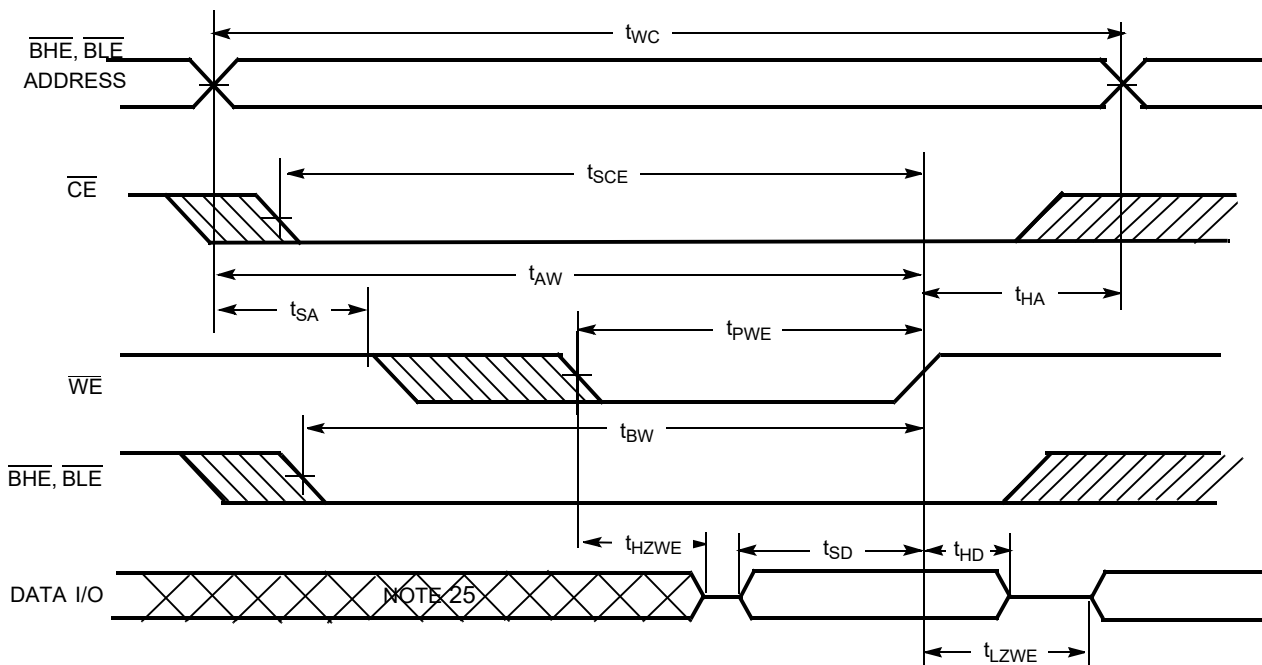 tWC
BHE, BLE
ADDRESS
tSCE
CE
tAW
tHA
tSA
tPWE
WE
tBW
BHE, BLE
tHZWE
tSD
tHD
DATA I/O
NOTE 25
tLZWE